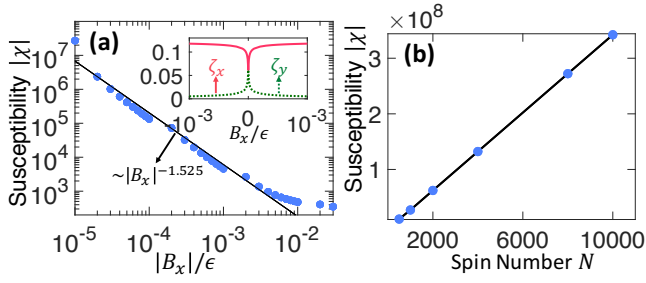 (a)
Susceptibility |χ|
10^7
10^6
10^5
10^4
10^3
~|B_x|^{-1.525}
10^{-5}
10^{-4}
10^{-3}
10^{-2}
|B_x|/ϵ
0.1
0.05
0
ζ_x
ζ_y
10^{-3}
0
10^{-3}
B_x/ϵ
(b)
×10^8
Susceptibility |χ|
3
2
1
2000
6000
10000
Spin Number N